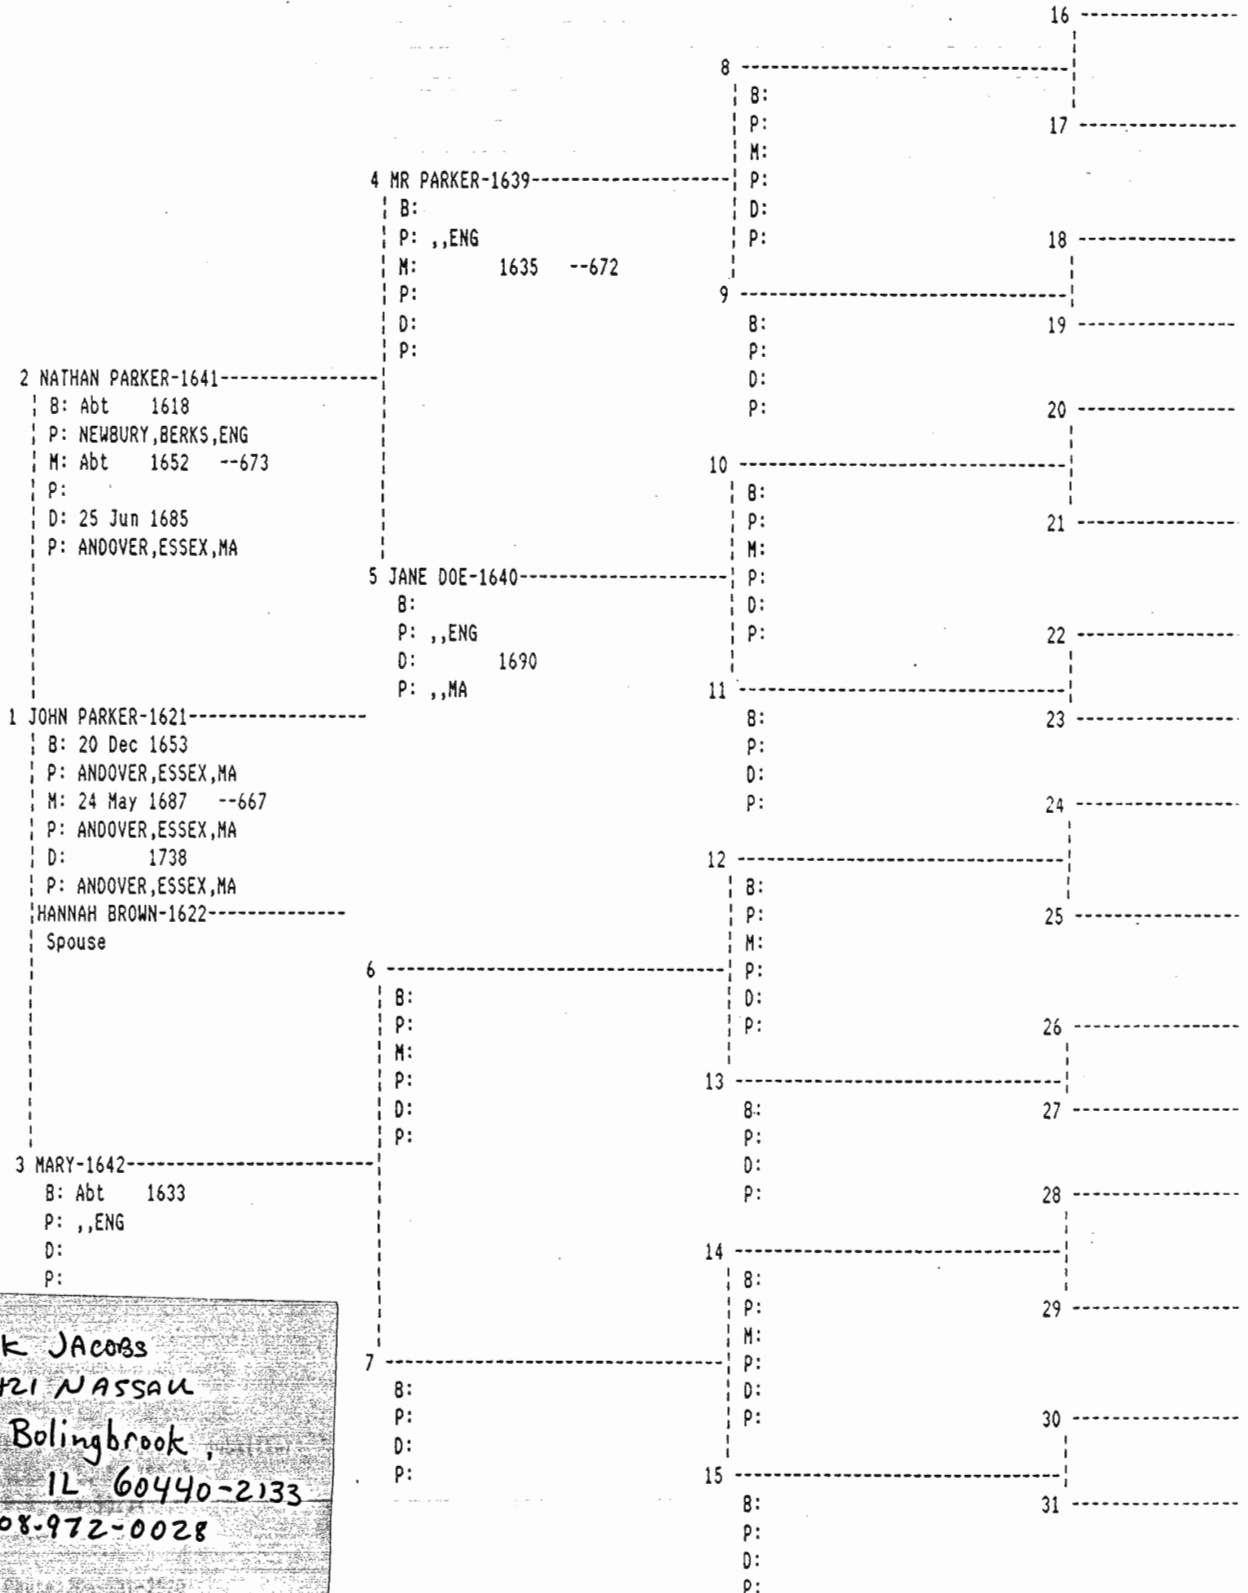 16
8
B:
P:
17
M:
4 MR PARKER-1639
P:
B:
D:
P: ,,ENG
P:
18
M: 1635 --672
P:
9
D:
B:
19
P:
P:
2 NATHAN PARKER-1641
D:
B: Abt 1618
P:
20
P: NEWBURY,BERKS,ENG
M: Abt 1652 --673
10
P:
B:
D: 25 Jun 1685
P:
21
P: ANDOVER,ESSEX,MA
M:
5 JANE DOE-1640
P:
B:
D:
P: ,,ENG
P:
22
D: 1690
P: ,,MA
11
1 JOHN PARKER-1621
B:
23
B: 20 Dec 1653
P:
P: ANDOVER,ESSEX,MA
D:
M: 24 May 1687 --667
P:
24
P: ANDOVER,ESSEX,MA
D: 1738
12
P: ANDOVER,ESSEX,MA
B:
HANNAH BROWN-1622
P:
25
Spouse
M:
6
P:
B:
D:
P:
P:
26
M:
P:
13
D:
B:
27
P:
P:
3 MARY-1642
D:
B: Abt 1633
P:
28
P: ,,ENG
D:
14
P:
B:
P:
29
K JACOBS
M:
7
P:
421 NASSAU
B:
D:
P:
P:
30
Bolingbrook,
D:
IL 60440-2133
P:
15
B:
31
08-972-0028
P:
D:
P: